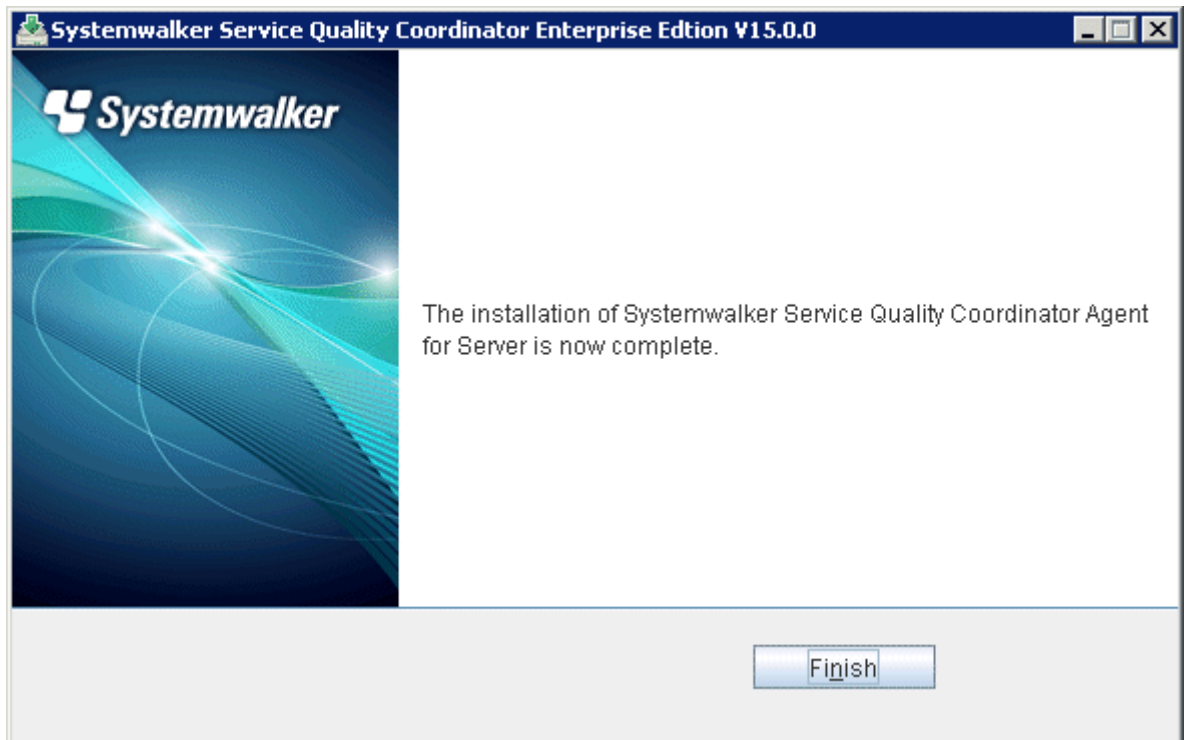 Systemwalker Service Quality Coordinator Enterprise Edtion V15.0.0
Systemwalker
The installation of Systemwalker Service Quality Coordinator Agent
for Server is now complete.
Finish